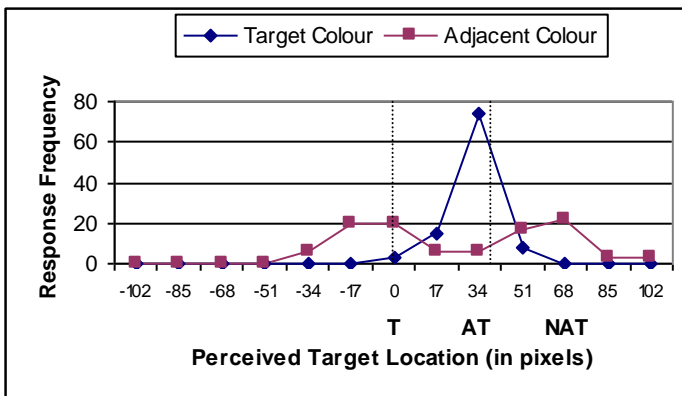 Target Colour Adjacent Colour
Response Frequency
80
60
40
20
0
-102 -85 -68 -51 -34 -17 0 17 34 51 68 85 102
T AT NAT
Perceived Target Location (in pixels)